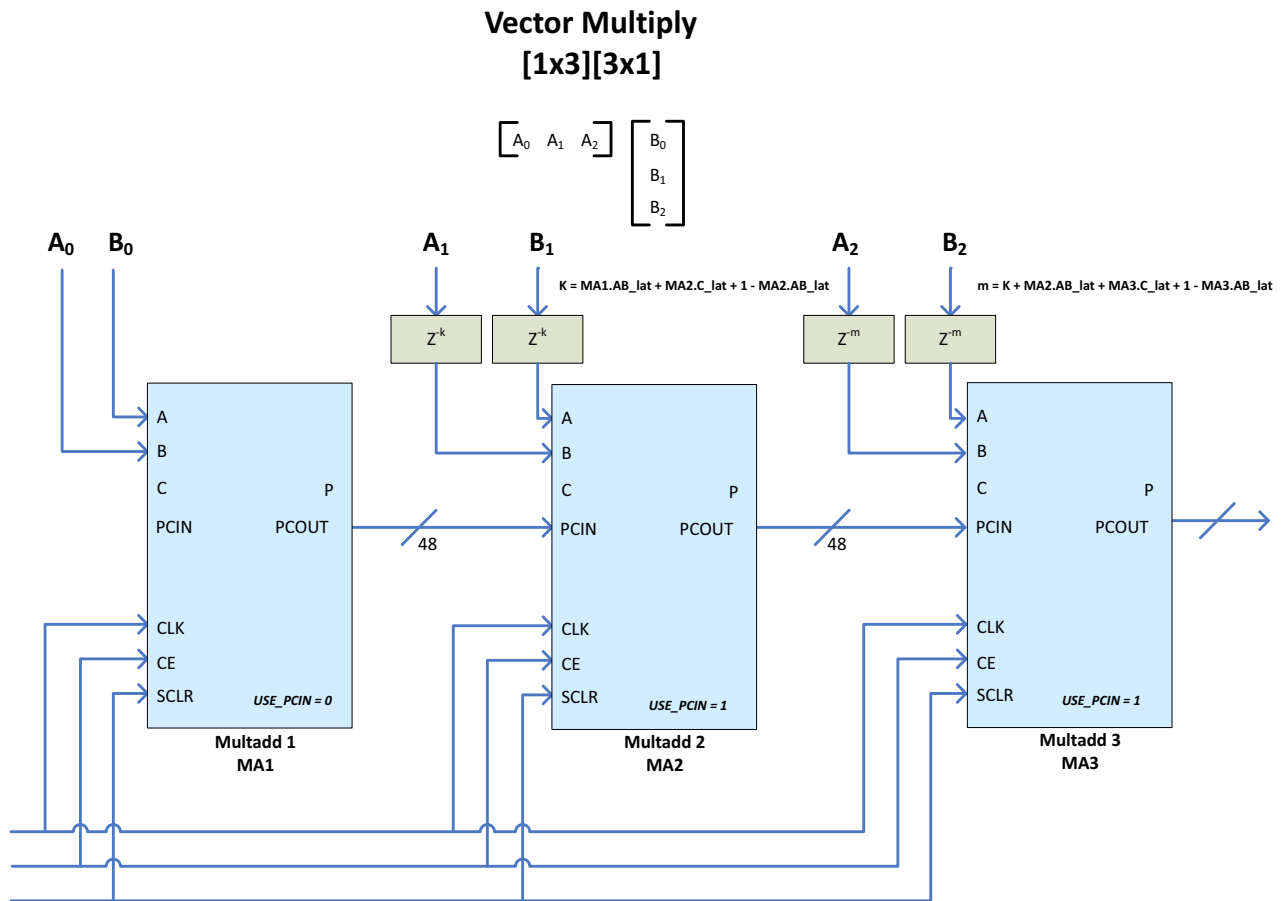 Vector Multiply
[1x3][3x1]
A₀ A₁ A₂ B₀
B₁
B₂
A₀ B₀ A₁ B₁ A₂ B₂
K = MA1.AB_lat + MA2.C_lat + 1 - MA2.AB_lat
m = K + MA2.AB_lat + MA3.C_lat + 1 - MA3.AB_lat
Z⁻ᵏ Z⁻ᵏ Z⁻ᵐ Z⁻ᵐ
A
B
C
P
PCIN PCOUT
48
CLK
CE
SCLR
USE_PCIN = 0
Multadd 1
MA1
A
B
C
P
PCIN PCOUT
48
CLK
CE
SCLR
USE_PCIN = 1
Multadd 2
MA2
A
B
C
P
PCIN PCOUT
CLK
CE
SCLR
USE_PCIN = 1
Multadd 3
MA3